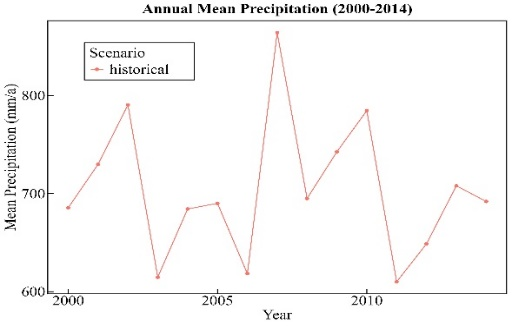 Annual Mean Precipitation (2000-2014)
Scenario
historical
Mean Precipitation (mm/a)
800
700
600
2000
2005
2010
Year